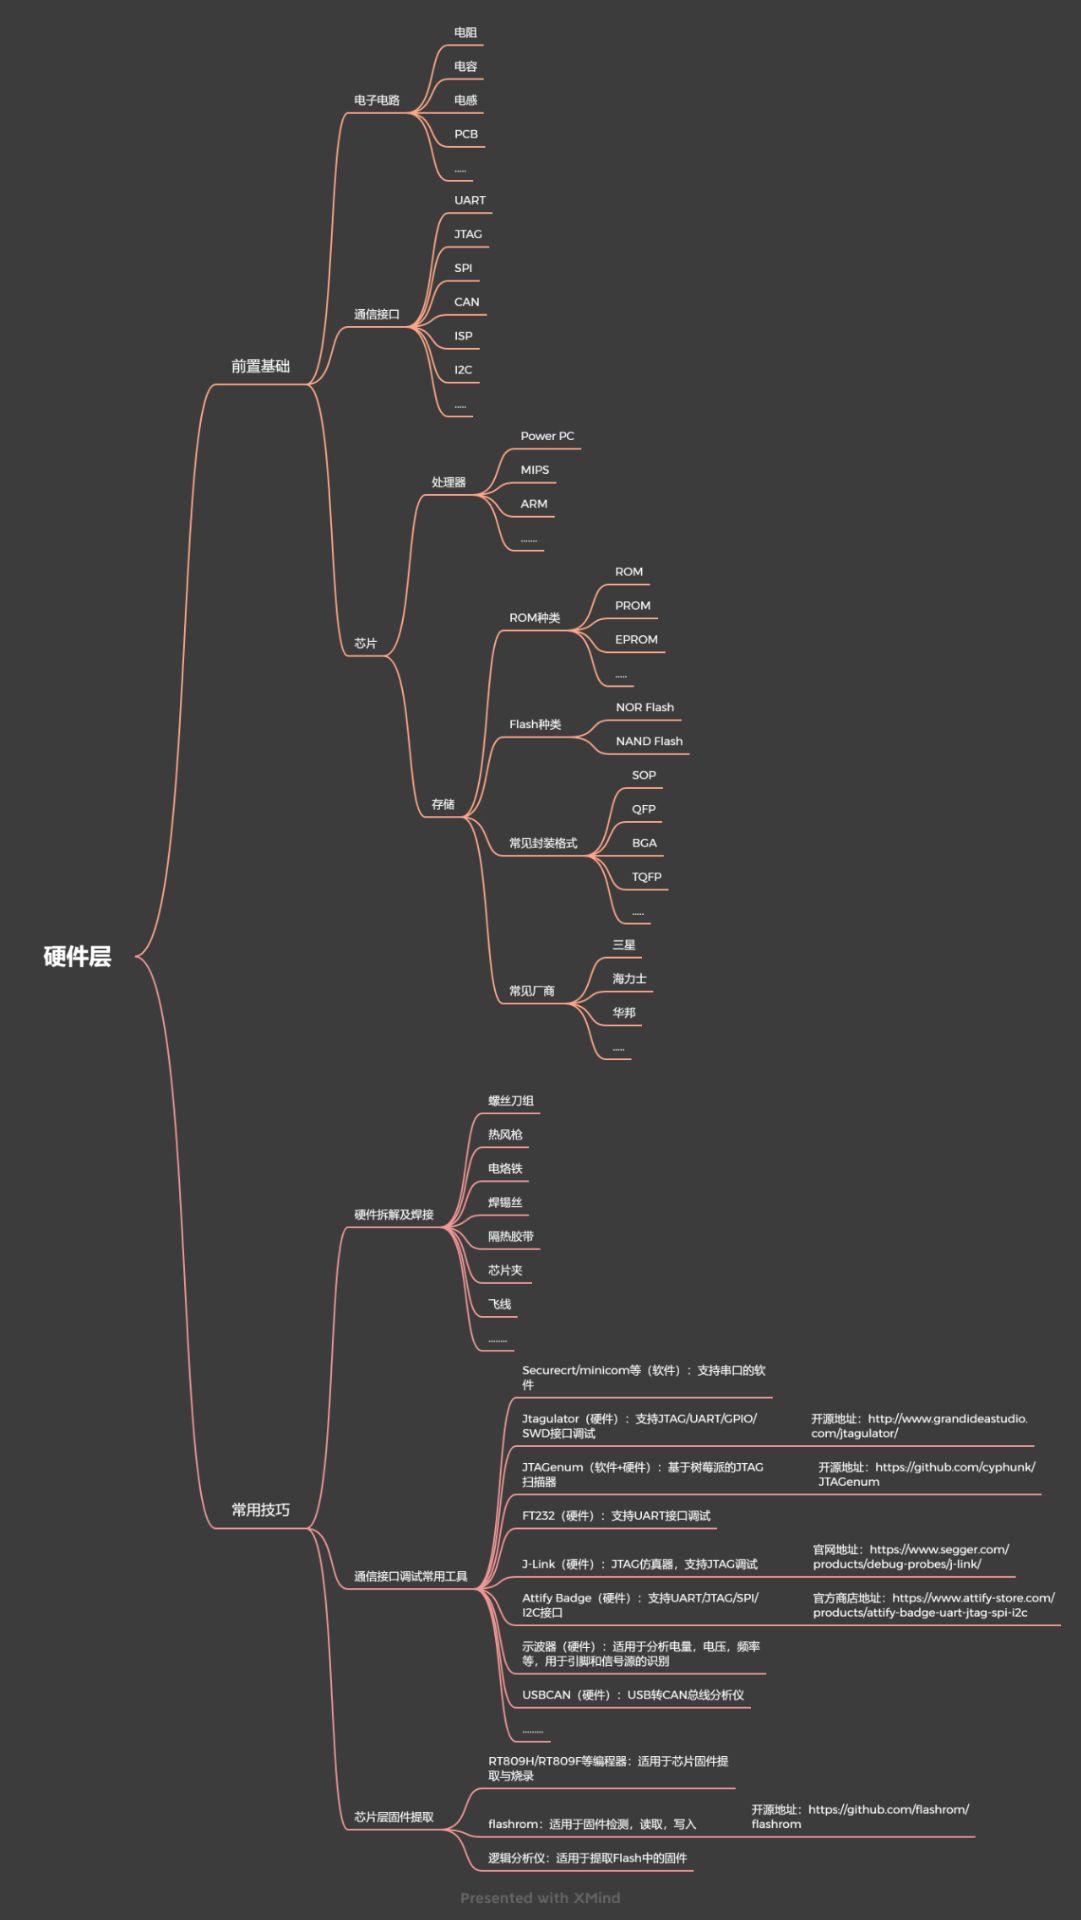 电阻
电容
电子电路
电感
PCB
.....
UART
JTAG
SPI
CAN
通信接口
ISP
I2C
.....
前置基础
Power PC
MIPS
处理器
ARM
.......
ROM
PROM
ROM种类
EPROM
.....
芯片
NOR Flash
Flash种类
NAND Flash
SOP
存储
QFP
常见封装格式
BGA
TQFP
.....
硬件层
三星
海力士
常见厂商
华邦
.....
螺丝刀组
热风枪
电烙铁
焊锡丝
硬件拆解及焊接
隔热胶带
芯片夹
飞线
........
Securecrt/minicom等（软件）：支持串口的软
件
Jtagulator（硬件）：支持JTAG/UART/GPIO/
SWD接口调试
开源地址：http://www.grandideastudio.
com/jtagulator/
JTAGenum（软件+硬件）：基于树莓派的JTAG
扫描器
开源地址：https://github.com/cyphunk/
JTAGenum
常用技巧
FT232（硬件）：支持UART接口调试
J-Link（硬件）：JTAG仿真器，支持JTAG调试
官网地址：https://www.segger.com/
products/debug-probes/j-link/
通信接口调试常用工具
Attify Badge（硬件）：支持UART/JTAG/SPI/
I2C接口
官方商店地址：https://www.attify-store.com/
products/attify-badge-uart-jtag-spi-i2c
示波器（硬件）：适用于分析电量，电压，频率
等，用于引脚和信号源的识别
USBCAN（硬件）：USB转CAN总线分析仪
.........
RT809H/RT809F等编程器：适用于芯片固件提
取与烧录
芯片层固件提取
flashrom：适用于固件检测，读取，写入
开源地址：https://github.com/flashrom/
flashrom
逻辑分析仪：适用于提取Flash中的固件
Presented with XMind